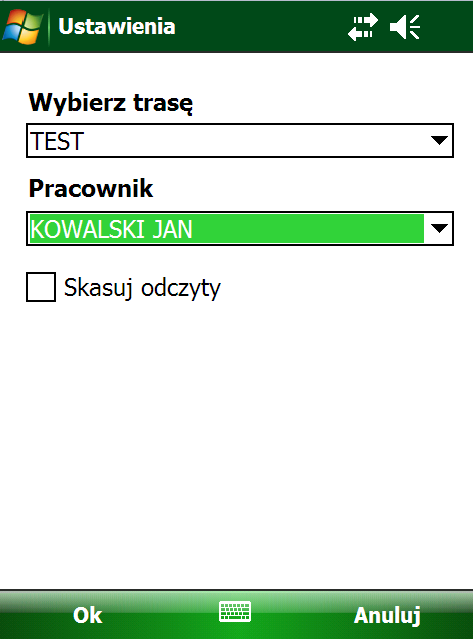 Ustawienia
Wybierz trasę
TEST
Pracownik
KOWALSKI JAN
Skasuj odczyty
Ok
Anuluj